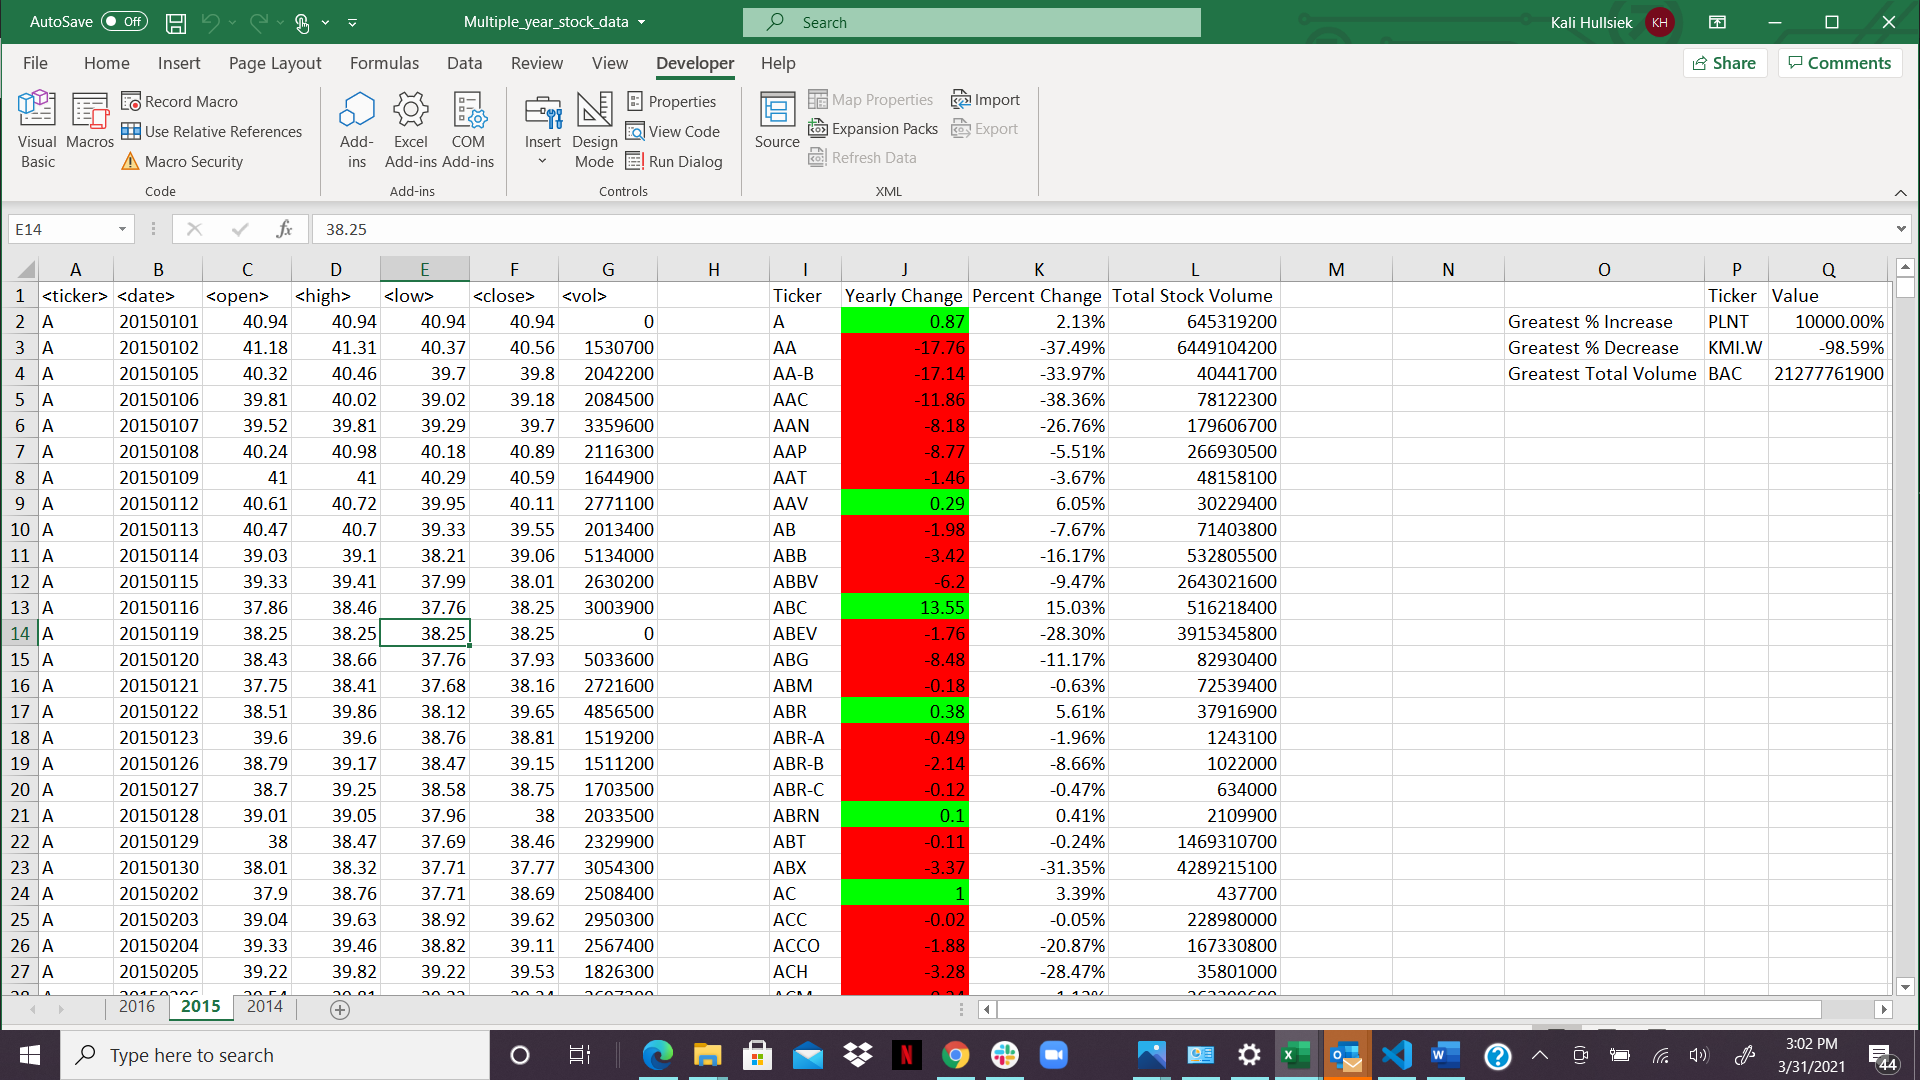 AutoSave Off Multiple_year_stock_data Search Kali Hullsiek KH
File Home Insert Page Layout Formulas Data Review View Developer Help Share Comments
Visual Basic
Macros
Record Macro
Use Relative References
Macro Security
Code
Add-ins
Excel Add-ins
COM Add-ins
Add-ins
Insert
Design Mode
Properties
View Code
Run Dialog
Controls
Source
Map Properties
Expansion Packs
Refresh Data
Import
Export
XML
E14 fx 38.25
A B C D E F G H I J K L M N O P Q
1 <ticker> <date> <open> <high> <low> <close> <vol> Ticker Yearly Change Percent Change Total Stock Volume Ticker Value
2 A 20150101 40.94 40.94 40.94 40.94 0 A 0.87 2.13% 645319200 Greatest % Increase PLNT 10000.00%
3 A 20150102 41.18 41.31 40.37 40.56 1530700 AA -17.76 -37.49% 6449104200 Greatest % Decrease KMI.W -98.59%
4 A 20150105 40.32 40.46 39.7 39.8 2042200 AA-B -17.14 -33.97% 40441700 Greatest Total Volume BAC 21277761900
5 A 20150106 39.81 40.02 39.02 39.18 2084500 AAC -11.86 -38.36% 78122300
6 A 20150107 39.52 39.81 39.29 39.7 3359600 AAN -8.18 -26.76% 179606700
7 A 20150108 40.24 40.98 40.18 40.89 2116300 AAP -8.77 -5.51% 266930500
8 A 20150109 41 41 40.29 40.59 1644900 AAT -1.46 -3.67% 48158100
9 A 20150112 40.61 40.72 39.95 40.11 2771100 AAV 0.29 6.05% 30229400
10 A 20150113 40.47 40.7 39.33 39.55 2013400 AB -1.98 -7.67% 71403800
11 A 20150114 39.03 39.1 38.21 39.06 5134000 ABB -3.42 -16.17% 532805500
12 A 20150115 39.33 39.41 37.99 38.01 2630200 ABBV -6.2 -9.47% 2643021600
13 A 20150116 37.86 38.46 37.76 38.25 3003900 ABC 13.55 15.03% 516218400
14 A 20150119 38.25 38.25 38.25 38.25 0 ABEV -1.76 -28.30% 3915345800
15 A 20150120 38.43 38.66 37.76 37.93 5033600 ABG -8.48 -11.17% 82930400
16 A 20150121 37.75 38.41 37.68 38.16 2721600 ABM -0.18 -0.63% 72539400
17 A 20150122 38.51 39.86 38.12 39.65 4856500 ABR 0.38 5.61% 37916900
18 A 20150123 39.6 39.6 38.76 38.81 1519200 ABR-A -0.49 -1.96% 1243100
19 A 20150126 38.79 39.17 38.47 39.15 1511200 ABR-B -2.14 -8.66% 1022000
20 A 20150127 38.7 39.25 38.58 38.75 1703500 ABR-C -0.12 -0.47% 634000
21 A 20150128 39.01 39.05 37.96 38 2033500 ABRN 0.1 0.41% 2109900
22 A 20150129 38 38.47 37.69 38.46 2329900 ABT -0.11 -0.24% 1469310700
23 A 20150130 38.01 38.32 37.71 37.77 3054300 ABX -3.37 -31.35% 4289215100
24 A 20150202 37.9 38.76 37.71 38.69 2508400 AC 1 3.39% 437700
25 A 20150203 39.04 39.63 38.92 39.62 2950300 ACC -0.02 -0.05% 228980000
26 A 20150204 39.33 39.46 38.82 39.11 2567400 ACCO -1.88 -20.87% 167330800
27 A 20150205 39.22 39.82 39.22 39.53 1826300 ACH -3.28 -28.47% 35801000
2016 2015 2014
Type here to search
3:02 PM
3/31/2021
44